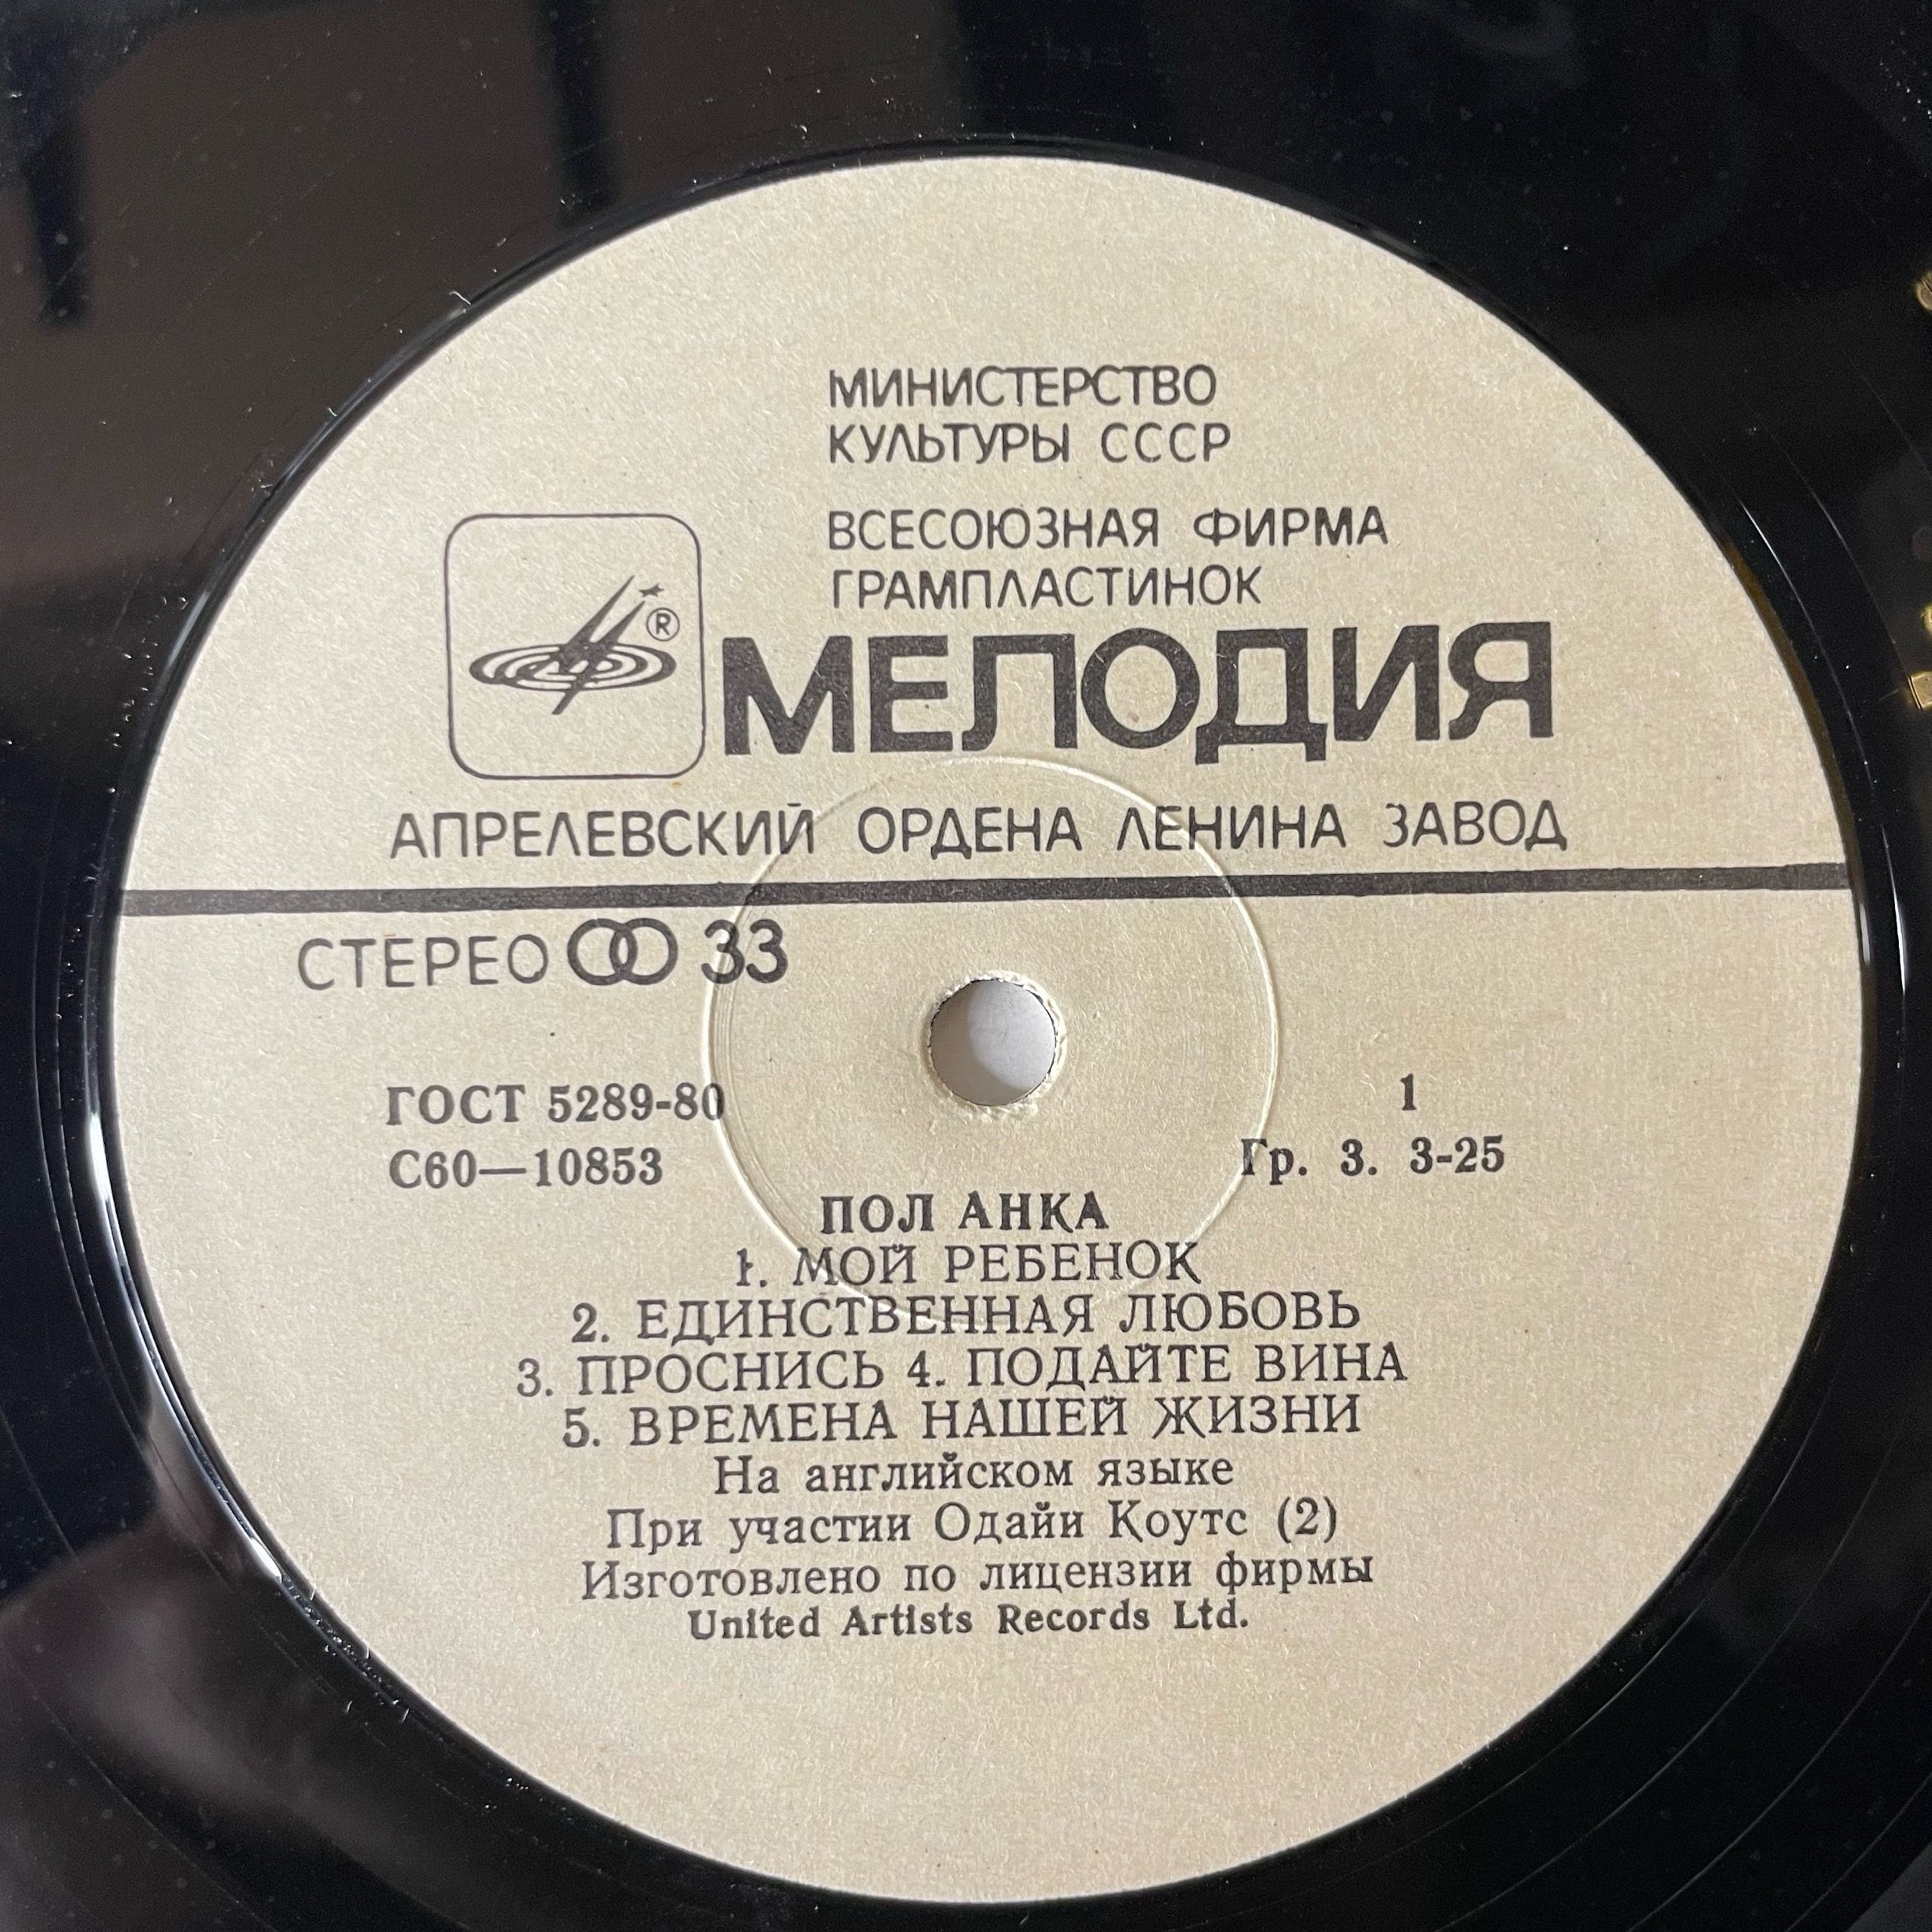 МИНИСТЕРСТВО
КУЛЬТУРЫ СССР
ВСЕСОЮЗНАЯ ФИРМА
ГРАМПЛАСТИНОК
®
МЕЛОДИЯ
АПРЕЛЕВСКИЙ ОРДЕНА ЛЕНИНА ЗАВОД
СТЕРЕО 33
ГОСТ 5289-80
1
С60—10853
Гр. 3. 3-25
ПОЛ АНКА
1. МОЙ РЕБЕНОК
2. ЕДИНСТВЕННАЯ ЛЮБОВЬ
3. ПРОСНИСЬ 4. ПОДАЙТЕ ВИНА
5. ВРЕМЕНА НАШЕЙ ЖИЗНИ
На английском языке
При участии Одайи Коутс (2)
Изготовлено по лицензии фирмы
United Artists Records Ltd.